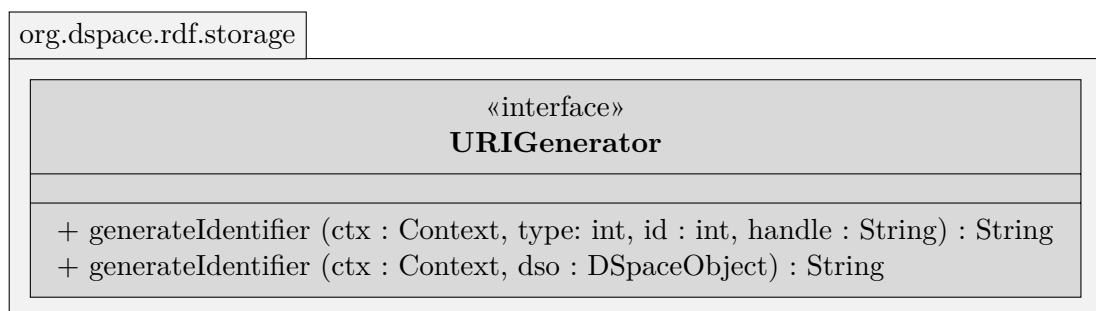 org.dspace.rdf.storage
«interface»
URIGenerator
+ generateIdentifier (ctx : Context, type: int, id : int, handle : String) : String
+ generateIdentifier (ctx : Context, dso : DSpaceObject) : String